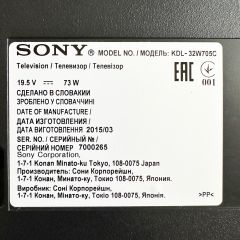 SONY MODEL NO. / МОДЕЛЬ: KDL-32W705C
Television / Телевизор / Телевізор
19.5 V 73 W
EAC
СДЕЛАНО В СЛОВАКИИ
ЗРОБЛЕНО У СЛОВАЧЧИНІ
001
DATE OF MANUFACTURE /
ДАТА ИЗГОТОВЛЕНИЯ /
ДАТА ВИГОТОВЛЕННЯ 2015/03
SER. NO. / СЕРИЙНЫЙ № /
СЕРІЙНИЙ НОМЕР 7000265
Sony Corporation,
1-7-1 Konan Minato-ku Tokyo, 108-0075 Japan
Изготовитель: Сони Корпорейшн,
1-7-1 Конан Минато-ку, Токио 108-0075, Япония
Виробник: Соні Корпорейшн,
1-7-1 Конан Мінато-ку, Токіо 108-0075, Японія.
>PP<